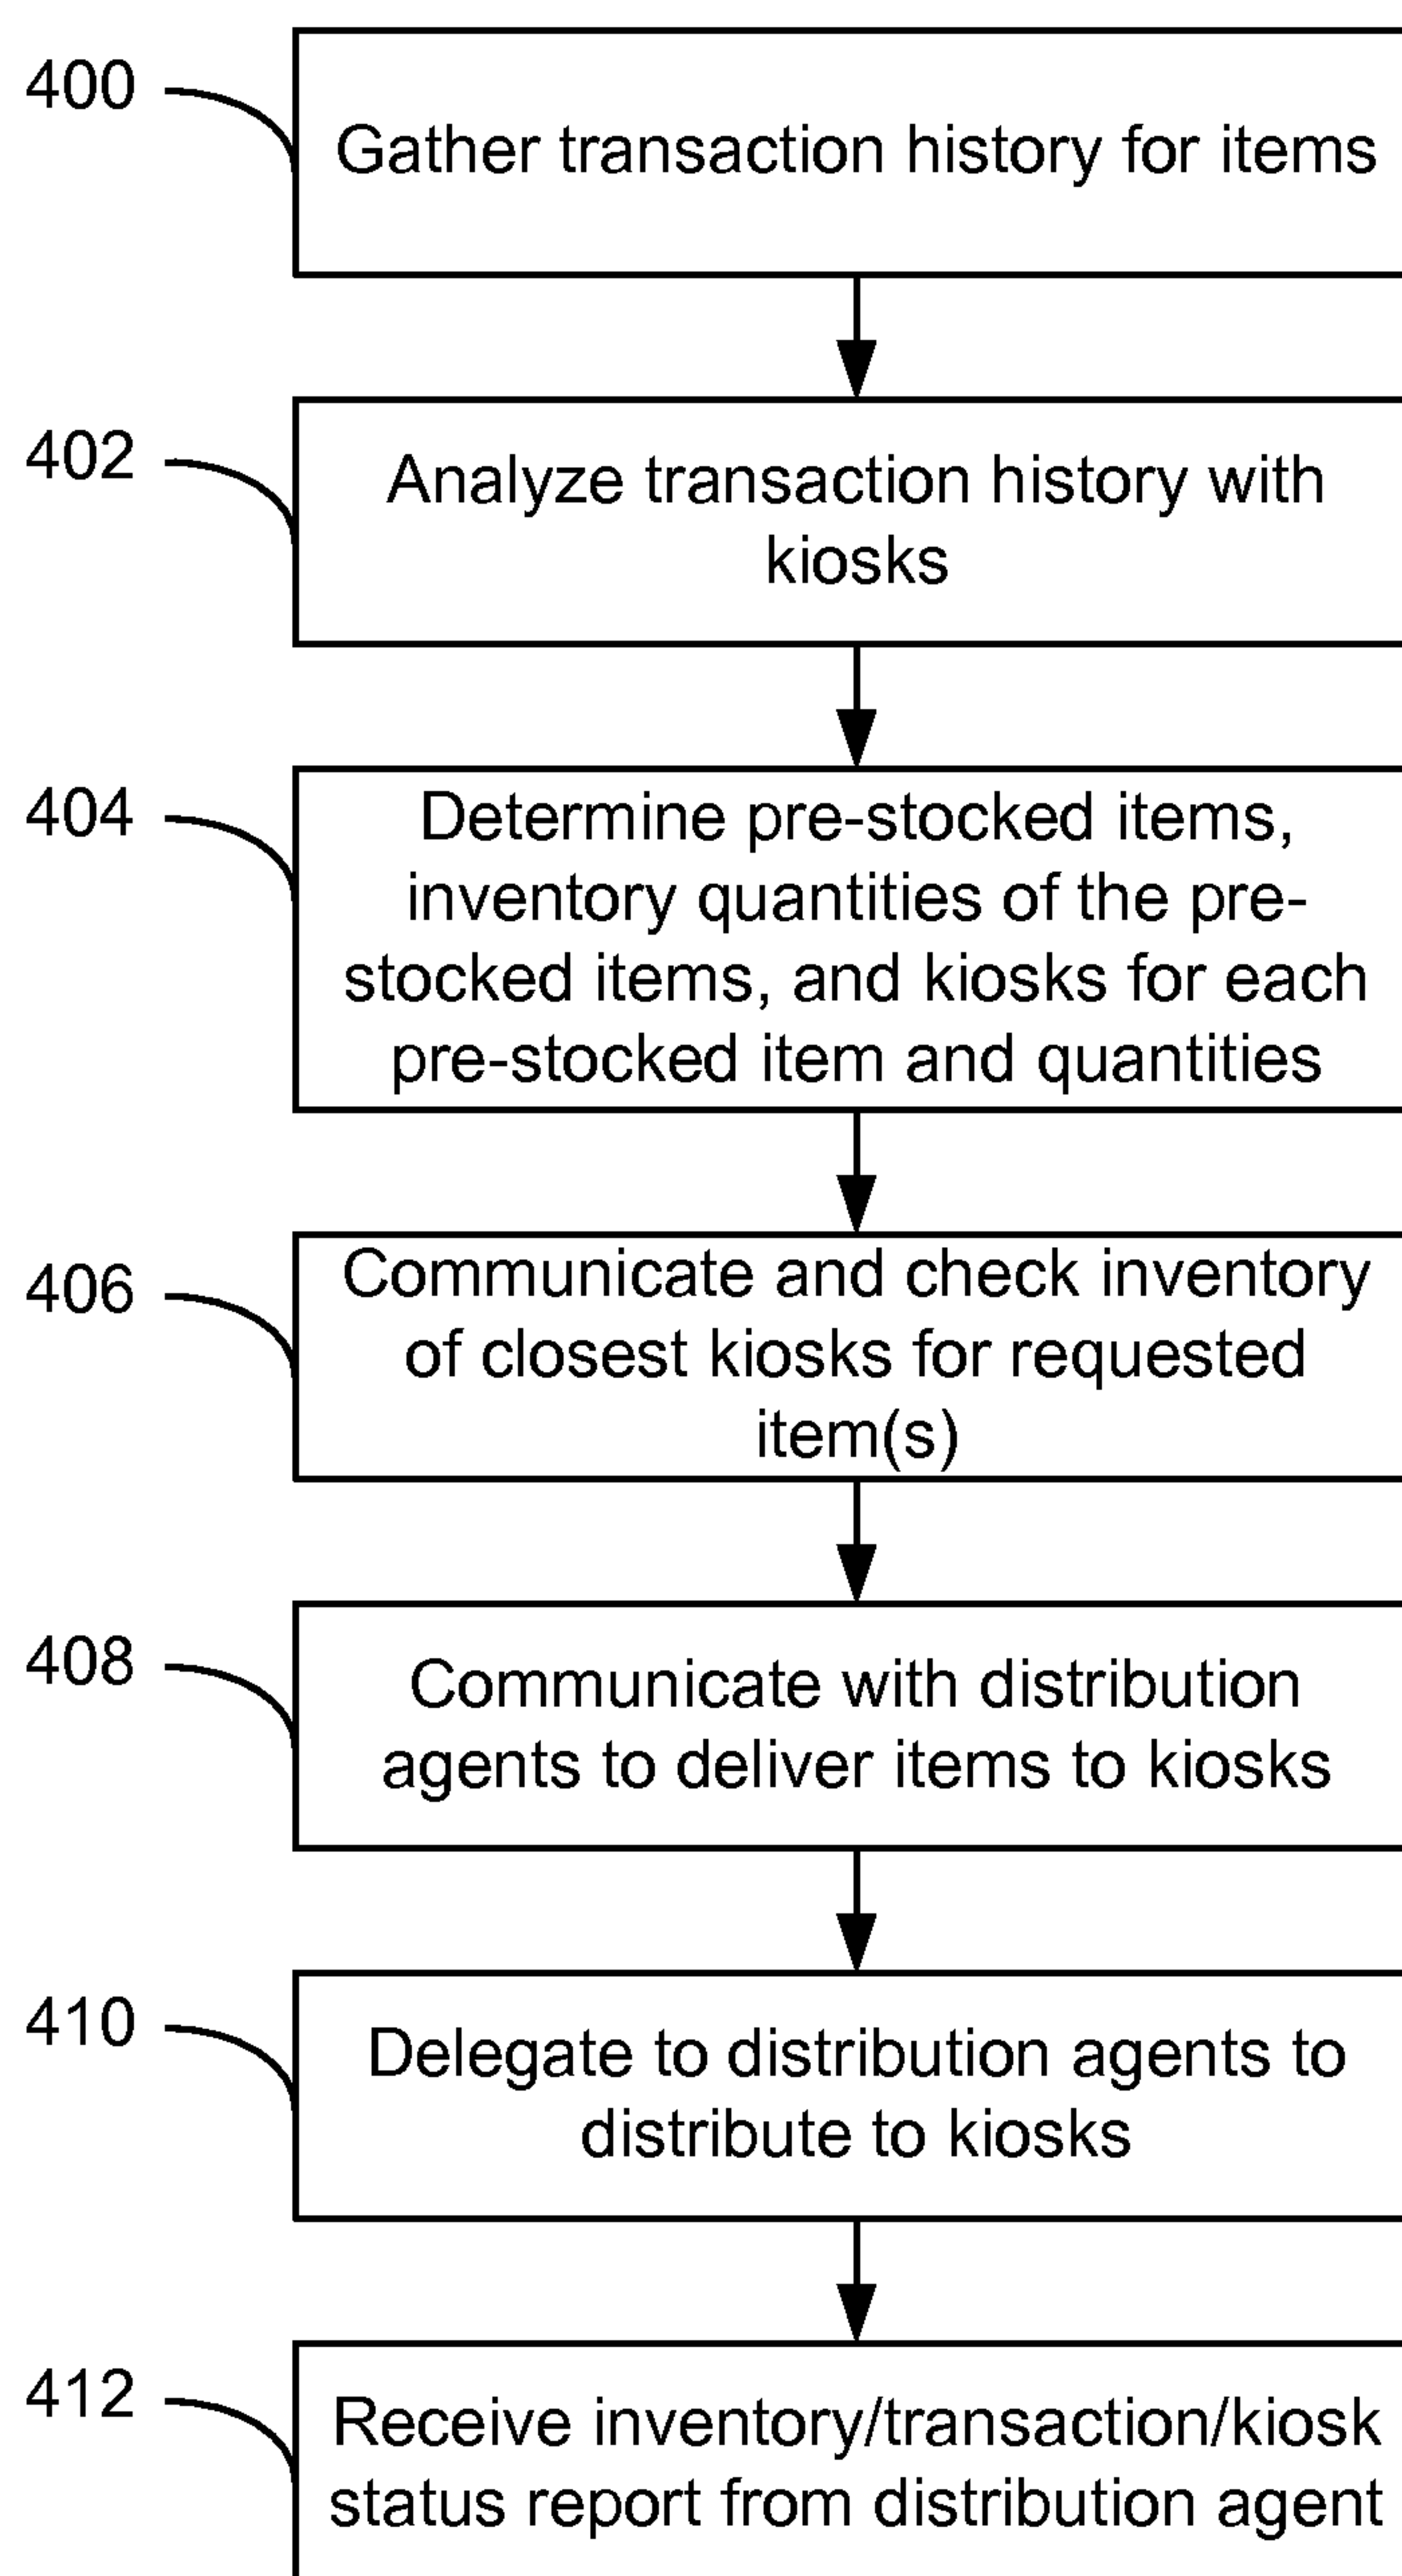 400
Gather transaction history for items
402
Analyze transaction history with
kiosks
404
Determine pre-stocked items,
inventory quantities of the pre-
stocked items, and kiosks for each
pre-stocked item and quantities
406
Communicate and check inventory
of closest kiosks for requested
item(s)
408
Communicate with distribution
agents to deliver items to kiosks
410
Delegate to distribution agents to
distribute to kiosks
412
Receive inventory/transaction/kiosk
status report from distribution agent